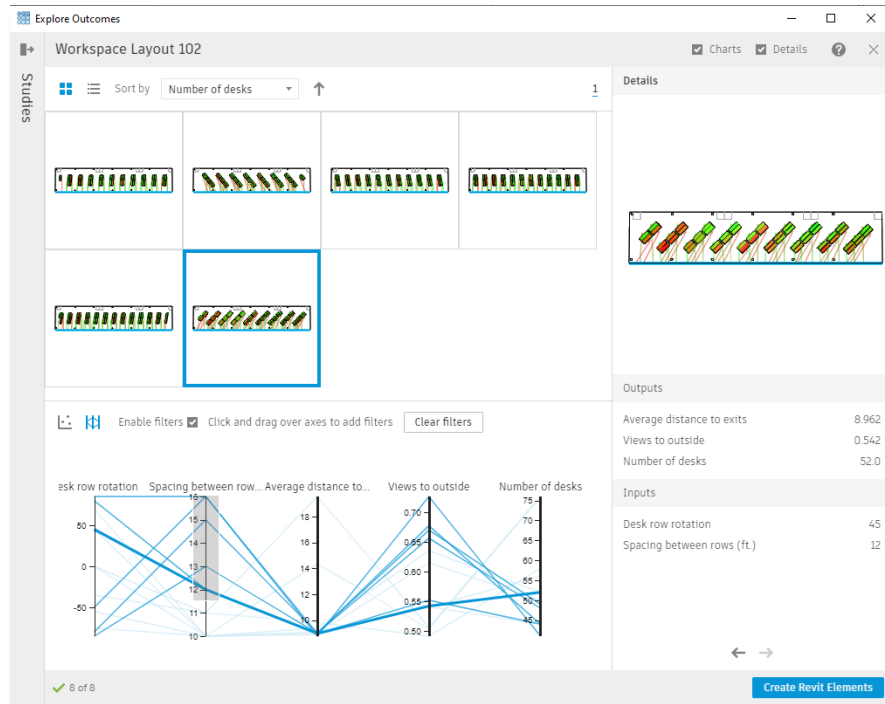 Explore Outcomes
Studies
Workspace Layout 102
Charts
Details
Sort by
Number of desks
1
Details
Outputs
Average distance to exits 8.962
Views to outside 0.542
Number of desks 52.0
Inputs
Desk row rotation 45
Spacing between rows (ft.) 12
Enable filters
Click and drag over axes to add filters
Clear filters
esk row rotation
Spacing between row...
Average distance to...
Views to outside
Number of desks
50
0
-50
16
15
14
13
12
11
10
18
16
14
12
10
0.70
0.65
0.60
0.55
0.50
75
70
65
60
55
50
45
8 of 8
Create Revit Elements